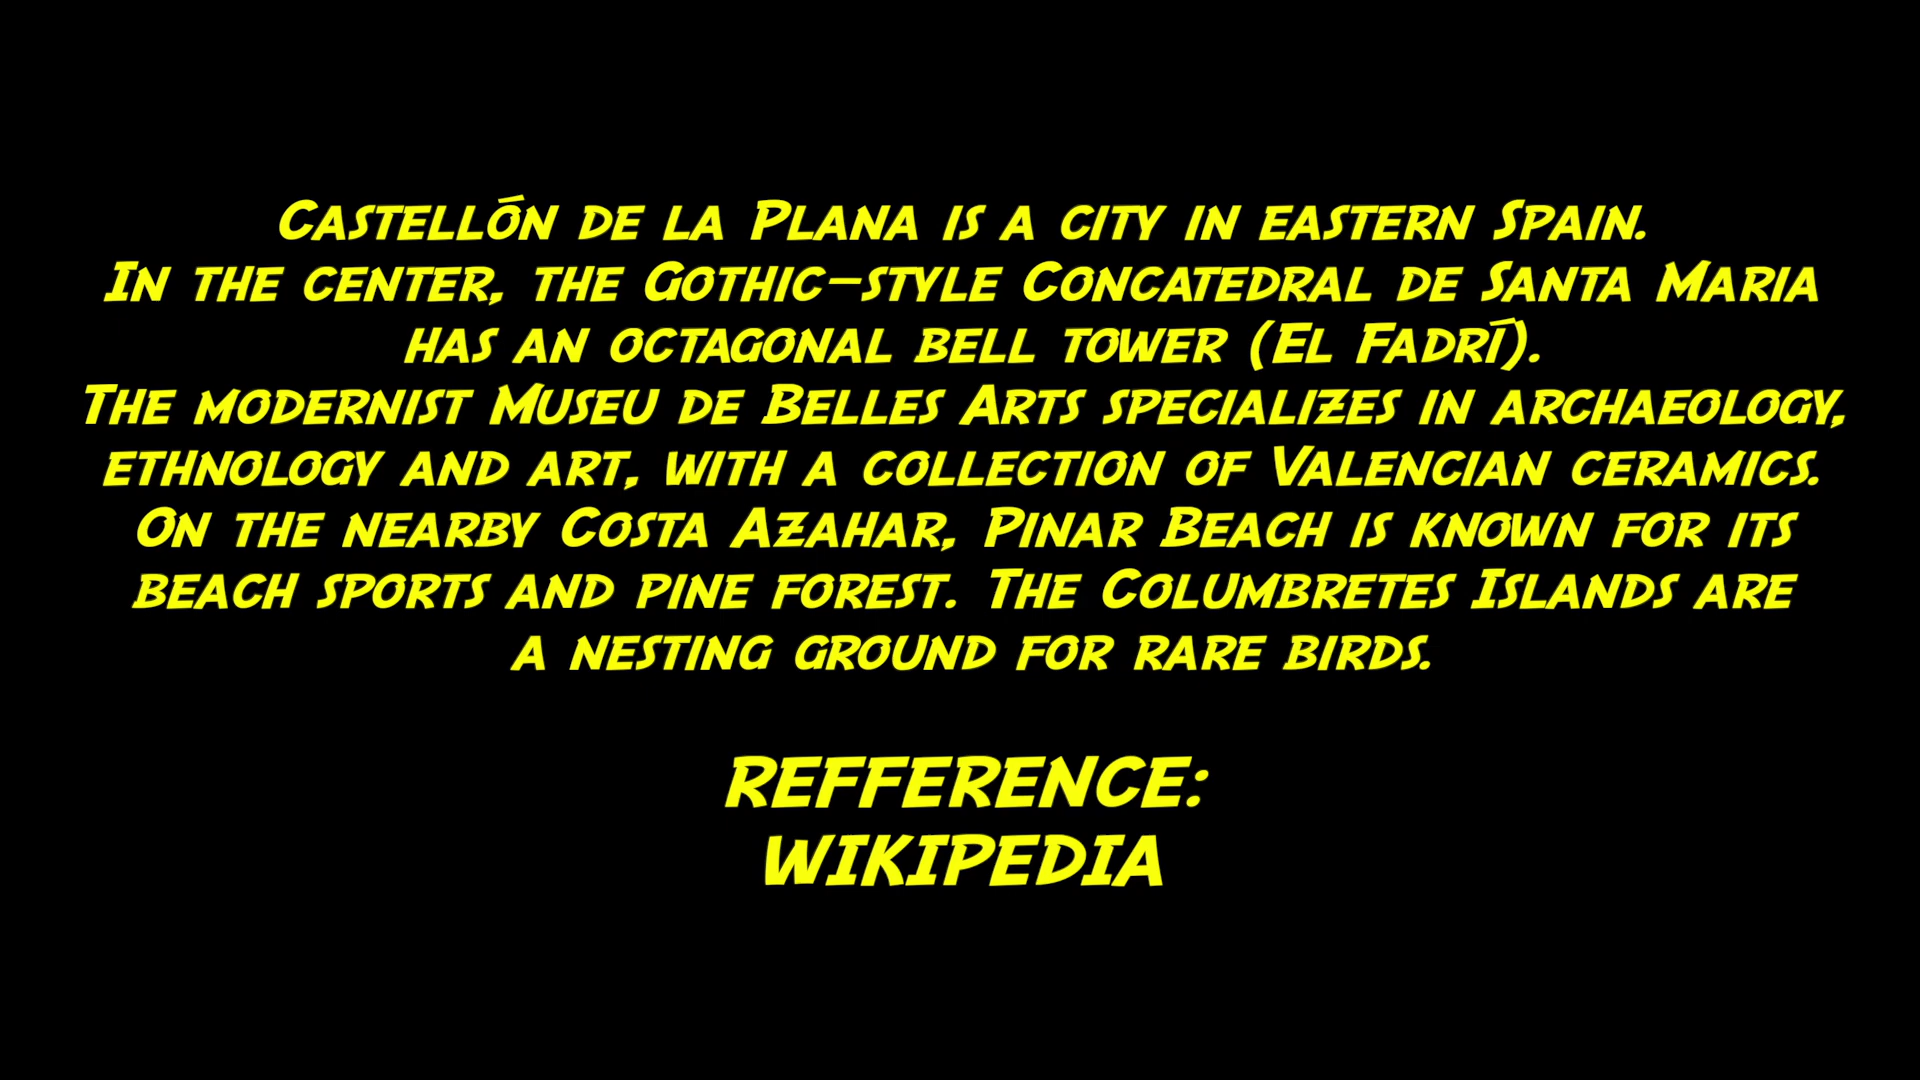 Castellón de la Plana is a city in eastern Spain.
In the center, the Gothic-style Concatedral de Santa Maria
has an octagonal bell tower (El Fadrí).
The modernist Museu de Belles Arts specializes in archaeology,
ethnology and art, with a collection of Valencian ceramics.
On the nearby Costa Azahar, Pinar Beach is known for its
beach sports and pine forest. The Columbretes Islands are
a nesting ground for rare birds.
REFFERENCE:
WIKIPEDIA